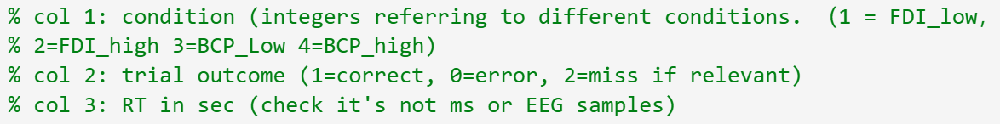 % col 1: condition (integers referring to different conditions.  (1 = FDI_low,
% 2=FDI_high 3=BCP_Low 4=BCP_high)
% col 2: trial outcome (1=correct, 0=error, 2=miss if relevant)
% col 3: RT in sec (check it's not ms or EEG samples)